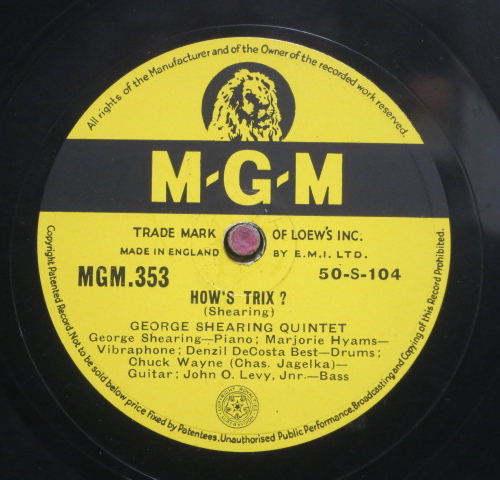 All rights of the Manufacturer and of the Owner of the recorded work reserved.
M-G-M
TRADE MARK OF LOEW'S INC.
MADE IN ENGLAND BY E.M.I. LTD.
MGM.353 50-S-104
HOW'S TRIX ?
(Shearing)
GEORGE SHEARING QUINTET
George Shearing—Piano; Marjorie Hyams—
Vibraphone; Denzil DeCosta Best—Drums;
Chuck Wayne (Chas, Jagelka)—
Guitar; John O. Levy, Jnr.—Bass
Copyright Patented Record. Not to be sold below price fixed by Patentees. Unauthorised Public Performance, Broadcasting and Copying of this Record Prohibited.